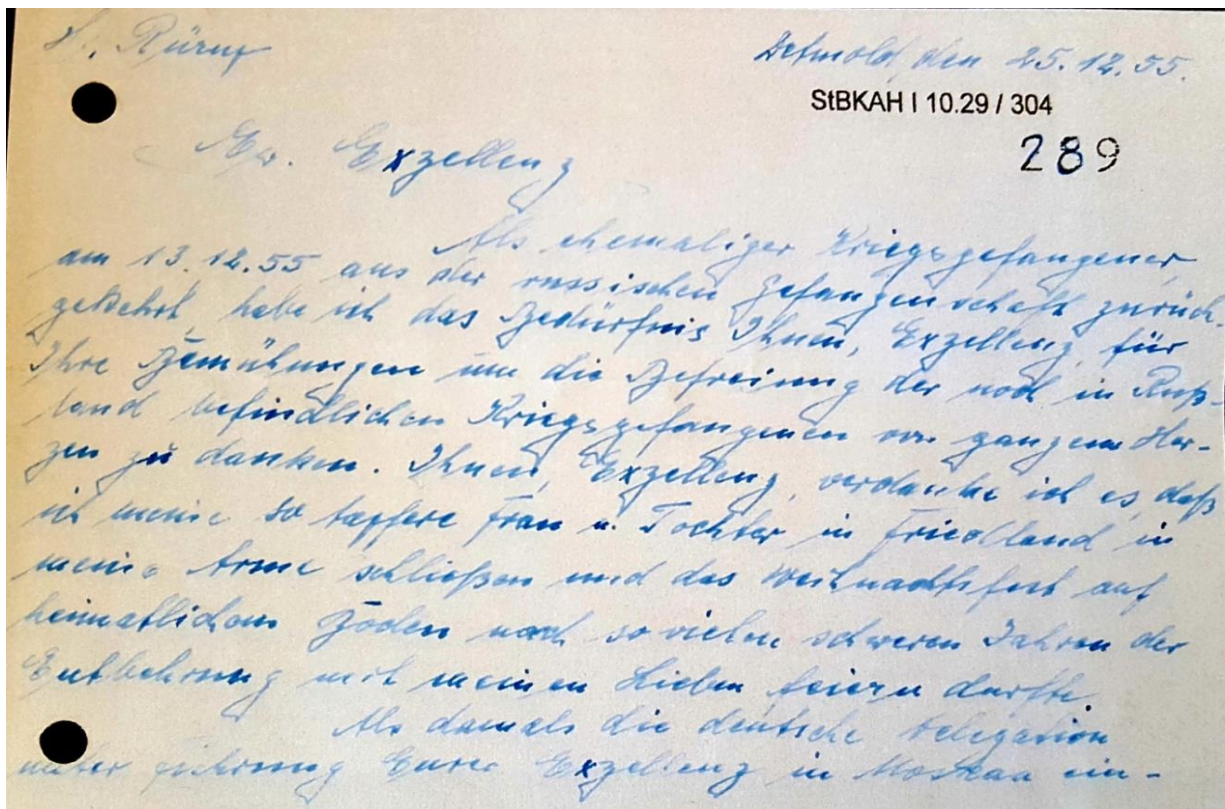 Detmold, den 25.12.55.
StBKAH I 10.29 / 304
289
Ew. Exzellenz
Als ehemaliger Kriegsgefangener,
am 13.12.55 aus der russischen Gefangenschaft zurück-
gekehrt, habe ich das Bedürfnis Ihnen, Exzellenz, für
Ihre Bemühungen um die Befreiung der noch in Ruß-
land befindlichen Kriegsgefangenen von ganzem Her-
zen zu danken. Ihnen, Exzellenz, verdanke ich es, daß
ich meine so tapfere Frau u. Tochter in Friedland in
meine Arme schließen und das Weihnachtsfest auf
heimatlichem Boden nach so vielen schweren Jahren der
Entbehrung mit meinen Lieben feiern durfte.
Als damals die deutsche Delegation
unter Führung Eurer Exzellenz in Moskau ein-